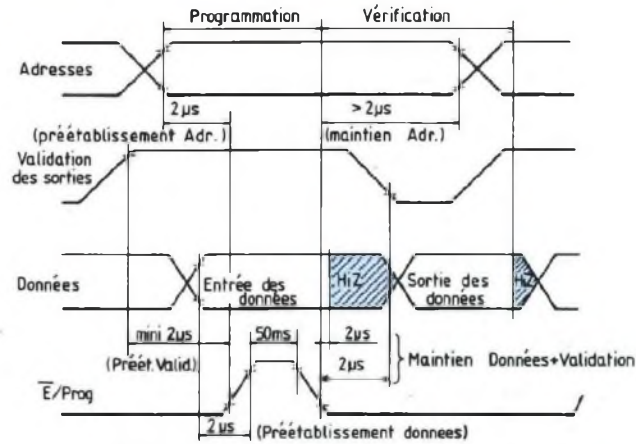 Programmation Vérification
Adresses
2µs >2µs
(préétablissement Adr.) (maintien Adr.)
Validation
des sorties
HiZ HiZ
Données Entrée des données Sortie des données
mini 2µs 50ms 2µs
(Préét.Valid.) 2µs } Maintien Données+Validation
E̅/Prog
2µs (Préétablissement donnees)